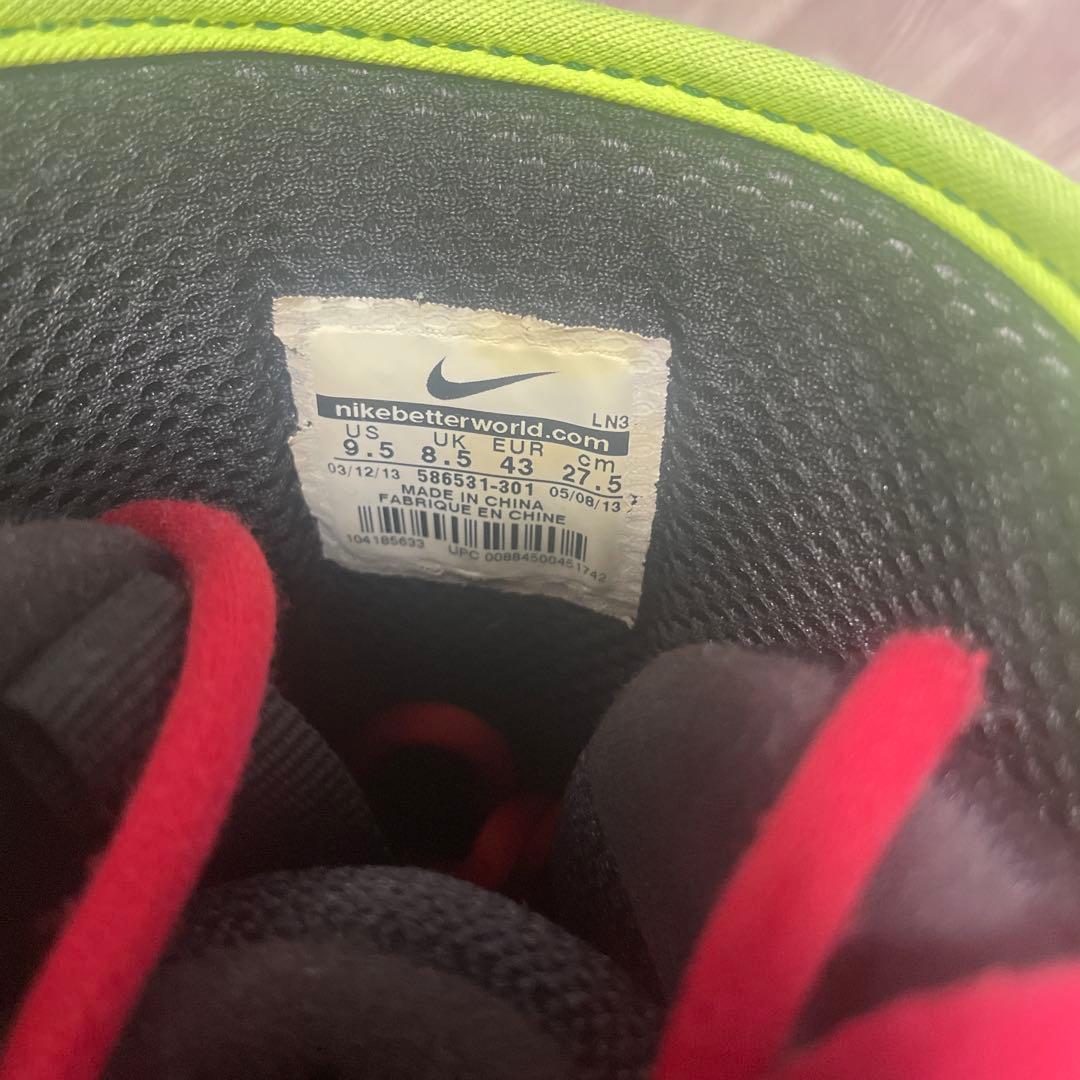 LN3
nikebetterworld.com
US UK EUR cm
9.5 8.5 43 27.5
03/12/13 586531-301 05/08/13 7
MADE IN CHINA
FABRIQUE EN CHINE
104185633 UPC 00884500451742